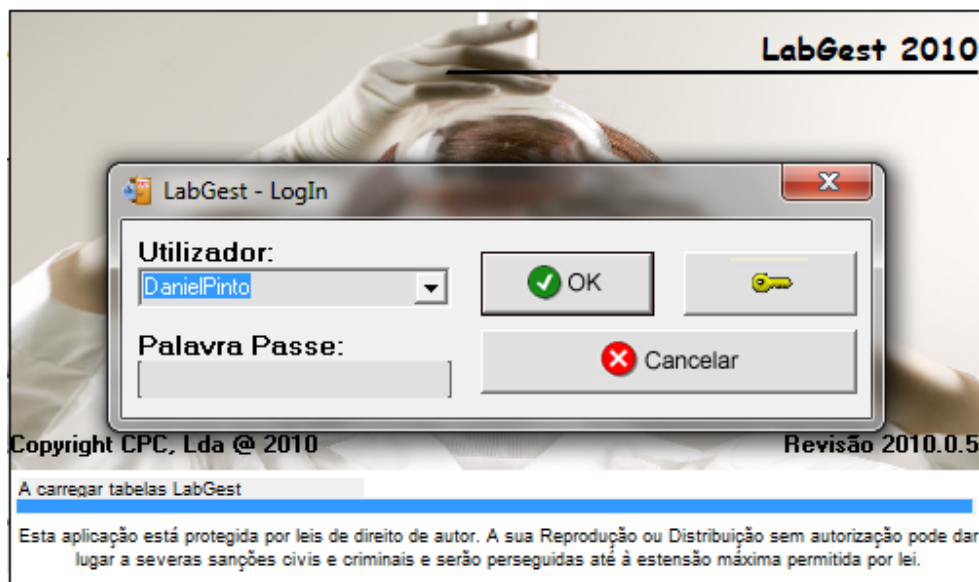 LabGest 2010
LabGest - LogIn
Utilizador:
DanielPinto
OK
Palavra Passe:
Cancelar
Copyright CPC, Lda @ 2010
Revisão 2010.0.5
A carregar tabelas LabGest
Esta aplicação está protegida por leis de direito de autor. A sua Reprodução ou Distribuição sem autorização pode dar
lugar a severas sanções civis e criminais e serão perseguidas até à estensão máxima permitida por lei.